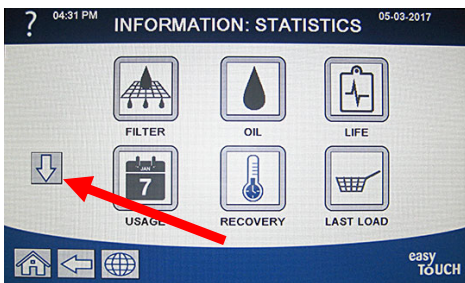 ?
04:31 PM
INFORMATION: STATISTICS
05-03-2017
FILTER
OIL
LIFE
JAN
7
USAGE
RECOVERY
LAST LOAD
easy
TOUCH